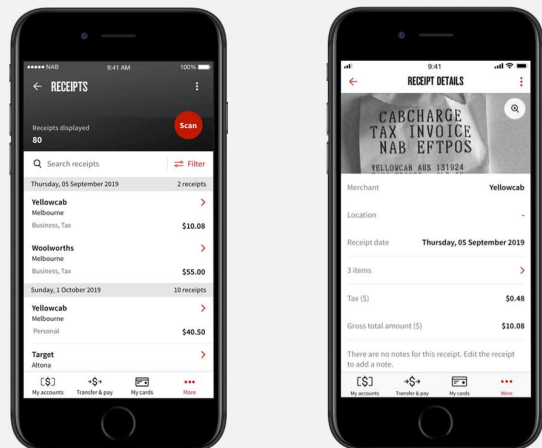 NAB 9:41 AM 100%
RECEIPTS
Receipts displayed
80
Scan
Search receipts Filter
Thursday, 05 September 2019 2 receipts
Yellowcab
Melbourne
Business, Tax $10.08
Woolworths
Melbourne
Business, Tax $55.00
Sunday, 1 October 2019 10 receipts
Yellowcab
Melbourne
Personal $40.50
Target
Altona
My accounts Transfer & pay My cards More
9:41
RECEIPT DETAILS
CABCHARGE
TAX INVOICE
NAB EFTPOS
YELLOWCAB AUS 131924
Merchant Yellowcab
Location -
Receipt date Thursday, 05 September 2019
3 items
Tax ($) $0.48
Gross total amount ($) $10.08
There are no notes for this receipt. Edit the receipt
to add a note.
My accounts Transfer & pay My cards More